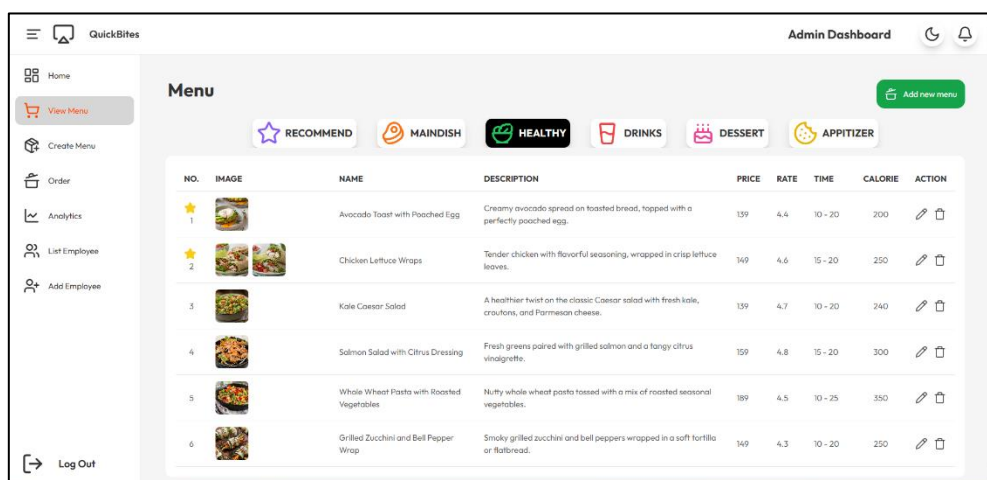 QuickBites
Admin Dashboard
Home
View Menu
Create Menu
Order
Analytics
List Employee
Add Employee
Log Out
Menu
Add new menu
RECOMMEND MAINDISH HEALTHY DRINKS DESSERT APPITIZER
NO. IMAGE NAME DESCRIPTION PRICE RATE TIME CALORIE ACTION
1 Avocado Toast with Poached Egg
Creamy avocado spread on toasted bread, topped with a
perfectly poached egg.
139 4.4 10 - 20 200
2 Chicken Lettuce Wraps
Tender chicken with flavorful seasoning, wrapped in crisp lettuce
leaves.
149 4.6 15 - 20 250
3 Kale Caesar Salad
A healthier twist on the classic Caesar salad with fresh kale,
croutons, and Parmesan cheese.
139 4.7 10 - 20 240
4 Salmon Salad with Citrus Dressing
Fresh greens paired with grilled salmon and a tangy citrus
vinaigrette.
159 4.8 15 - 20 300
5 Whole Wheat Pasta with Roasted
Vegetables
Nutty whole wheat pasta tossed with a mix of roasted seasonal
vegetables.
189 4.5 10 - 25 350
6 Grilled Zucchini and Bell Pepper
Wrap
Smoky grilled zucchini and bell peppers wrapped in a soft tortilla
or flatbread.
149 4.3 10 - 20 250